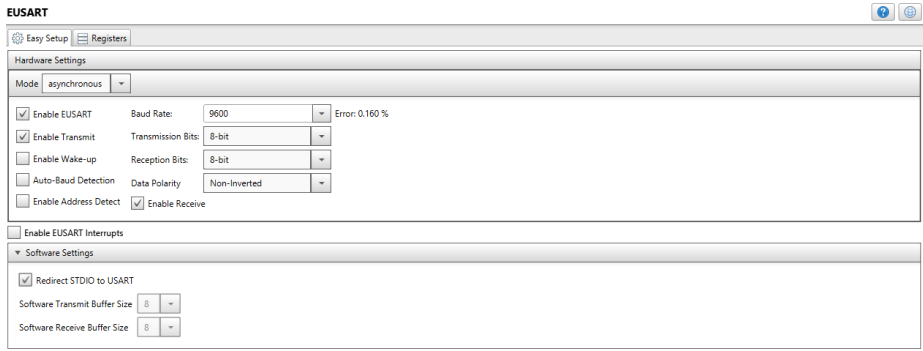 EUSART
Easy Setup Registers
Hardware Settings
Mode asynchronous
Enable EUSART Baud Rate: 9600 Error: 0.160 %
Enable Transmit Transmission Bits: 8-bit
Enable Wake-up Reception Bits: 8-bit
Auto-Baud Detection Data Polarity Non-Inverted
Enable Address Detect Enable Receive
Enable EUSART Interrupts
Software Settings
Redirect STDIO to USART
Software Transmit Buffer Size 8
Software Receive Buffer Size 8